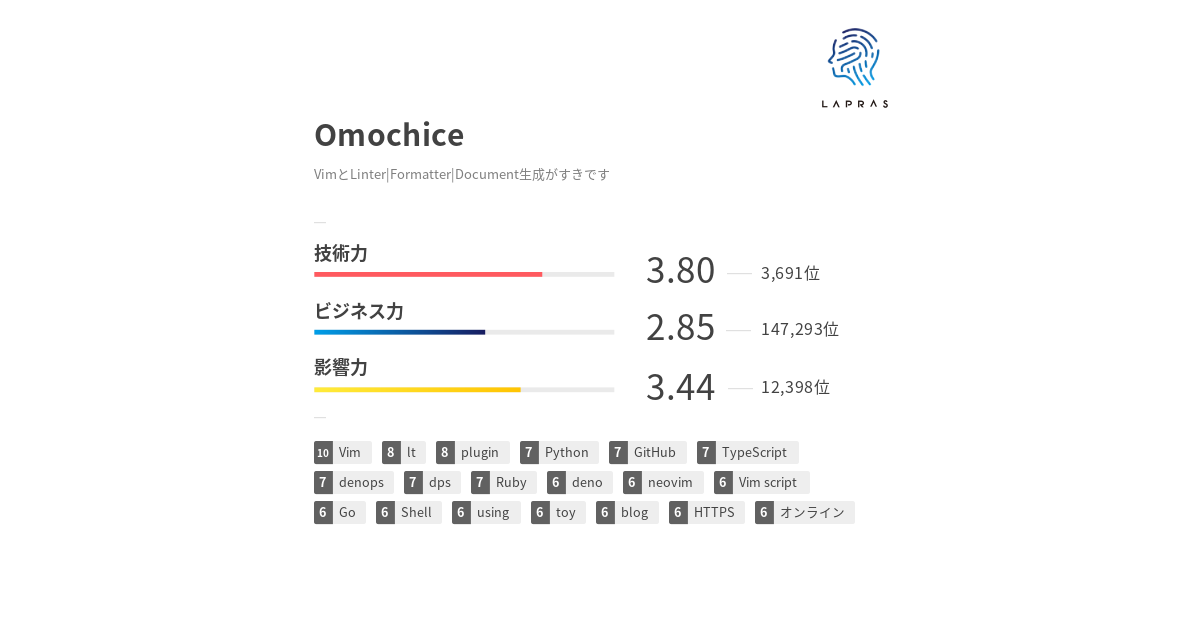 LAPRAS
Omochice
VimとLinter|Formatter|Document生成がすきです
技術力
3.80 3,691位
ビジネス力
2.85 147,293位
影響力
3.44 12,398位
10 Vim 8 lt 8 plugin 7 Python 7 GitHub 7 TypeScript
7 denops 7 dps 7 Ruby 6 deno 6 neovim 6 Vim script
6 Go 6 Shell 6 using 6 toy 6 blog 6 HTTPS 6 オンライン